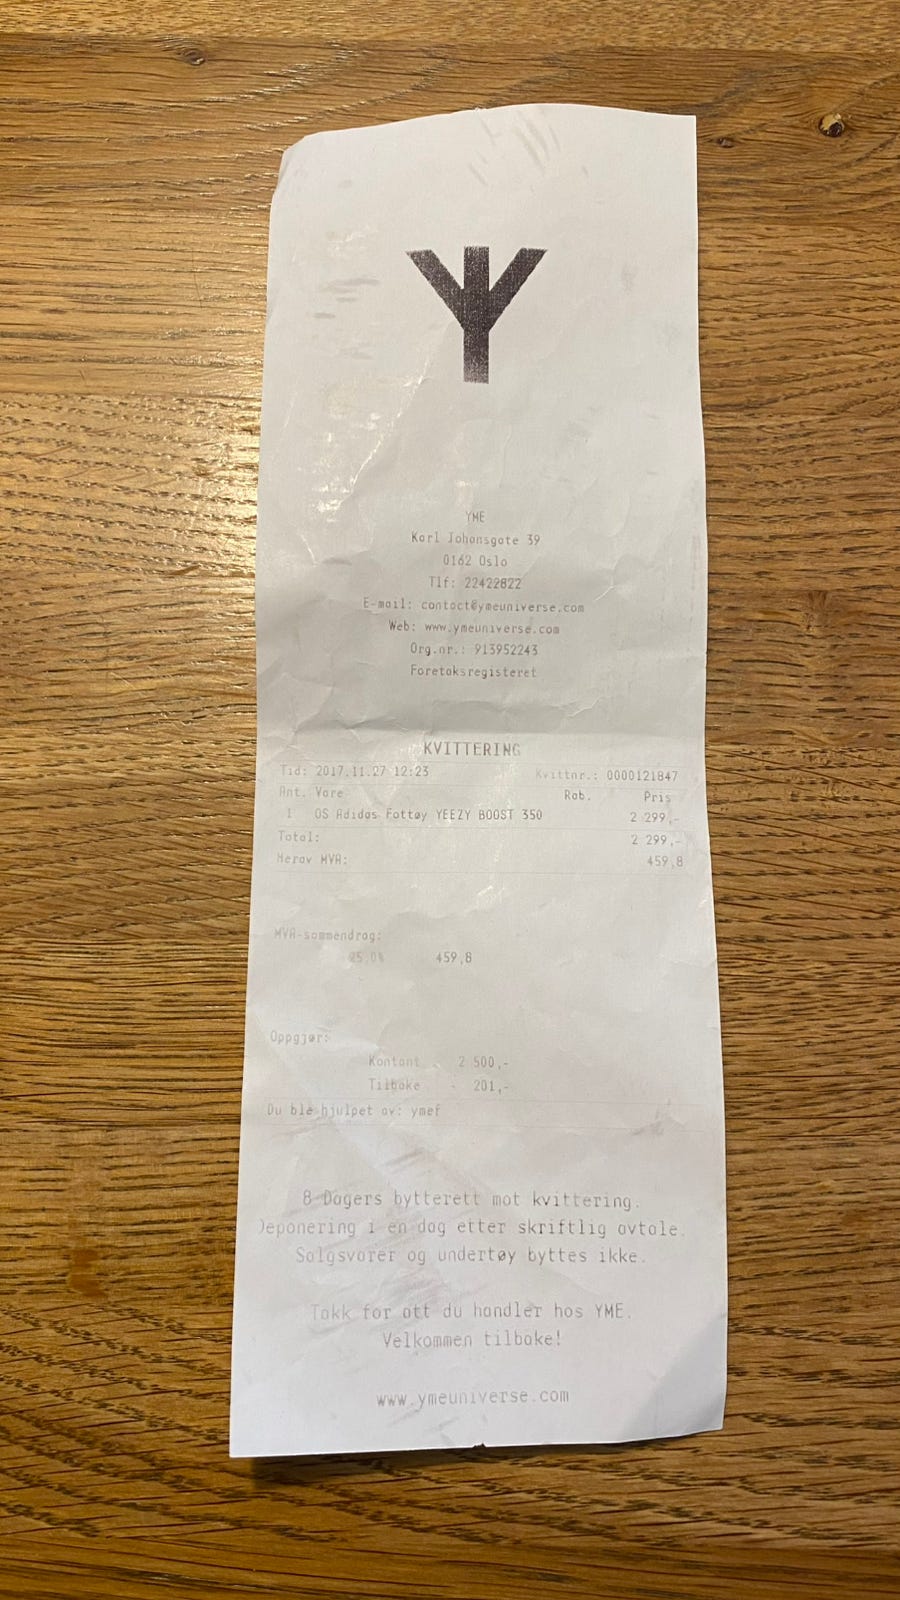 YME
Karl Johansgate 39
0162 Oslo
Tlf: 22422822
E-mail: contact@ymeuniverse.com
Web: www.ymeuniverse.com
Org.nr.: 913952243
Foretaksregisteret
KVITTERING
Tid: 2017.11.27 12:23 Kvittnr.: 0000121847
Ant. Vare Rab. Pris
1 OS Adidas Fottøy YEEZY BOOST 350 2 299,-
Total: 2 299,-
Herav MVA: 459,8
MVA-sammendrag:
25,0% 459,8
Oppgjør:
Kontant 2 500,-
Tilbake - 201,-
Du ble hjulpet av: ymef
8 Dagers bytterett mot kvittering.
Deponering i en dag etter skriftlig avtale.
Salgsvarer og undertøy byttes ikke.
Takk for att du handler hos YME.
Velkommen tilbake!
www.ymeuniverse.com